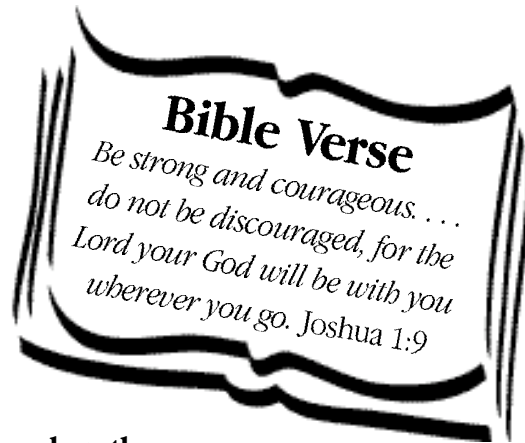 Bible Verse
Be strong and courageous. . . .
do not be discouraged, for the
Lord your God will be with you
wherever you go. Joshua 1:9